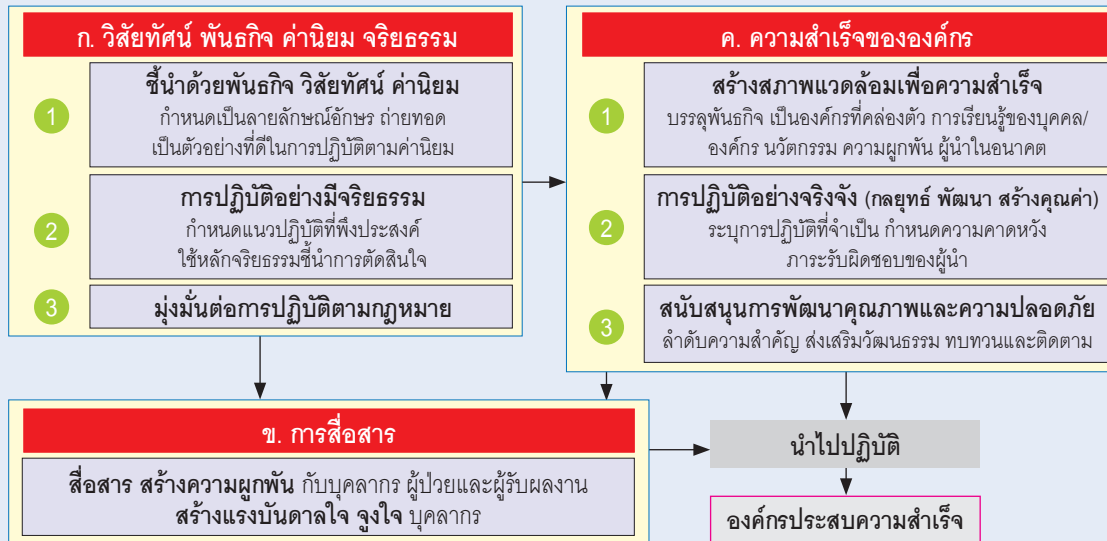 ก. วิสัยทัศน์ พันธกิจ ค่านิยม จริยธรรม
1
ชี้นำด้วยพันธกิจ วิสัยทัศน์ ค่านิยม
กำหนดเป็นลายลักษณ์อักษร ถ่ายทอด
เป็นตัวอย่างที่ดีในการปฏิบัติตามค่านิยม
2
การปฏิบัติอย่างมีจริยธรรม
กำหนดแนวปฏิบัติที่พึงประสงค์
ใช้หลักจริยธรรมชี้นำการตัดสินใจ
3
มุ่งมั่นต่อการปฏิบัติตามกฎหมาย
ค. ความสำเร็จขององค์กร
1
สร้างสภาพแวดล้อมเพื่อความสำเร็จ
บรรลุพันธกิจ เป็นองค์กรที่คล่องตัว การเรียนรู้ของบุคคล/
องค์กร นวัตกรรม ความผูกพัน ผู้นำในอนาคต
2
การปฏิบัติอย่างจริงจัง (กลยุทธ์ พัฒนา สร้างคุณค่า)
ระบุการปฏิบัติที่จำเป็น กำหนดความคาดหวัง
ภาระรับผิดชอบของผู้นำ
3
สนับสนุนการพัฒนาคุณภาพและความปลอดภัย
ลำดับความสำคัญ ส่งเสริมวัฒนธรรม ทบทวนและติดตาม
ข. การสื่อสาร
สื่อสาร สร้างความผูกพัน กับบุคลากร ผู้ป่วยและผู้รับผลงาน
สร้างแรงบันดาลใจ จูงใจ บุคลากร
นำไปปฏิบัติ
องค์กรประสบความสำเร็จ